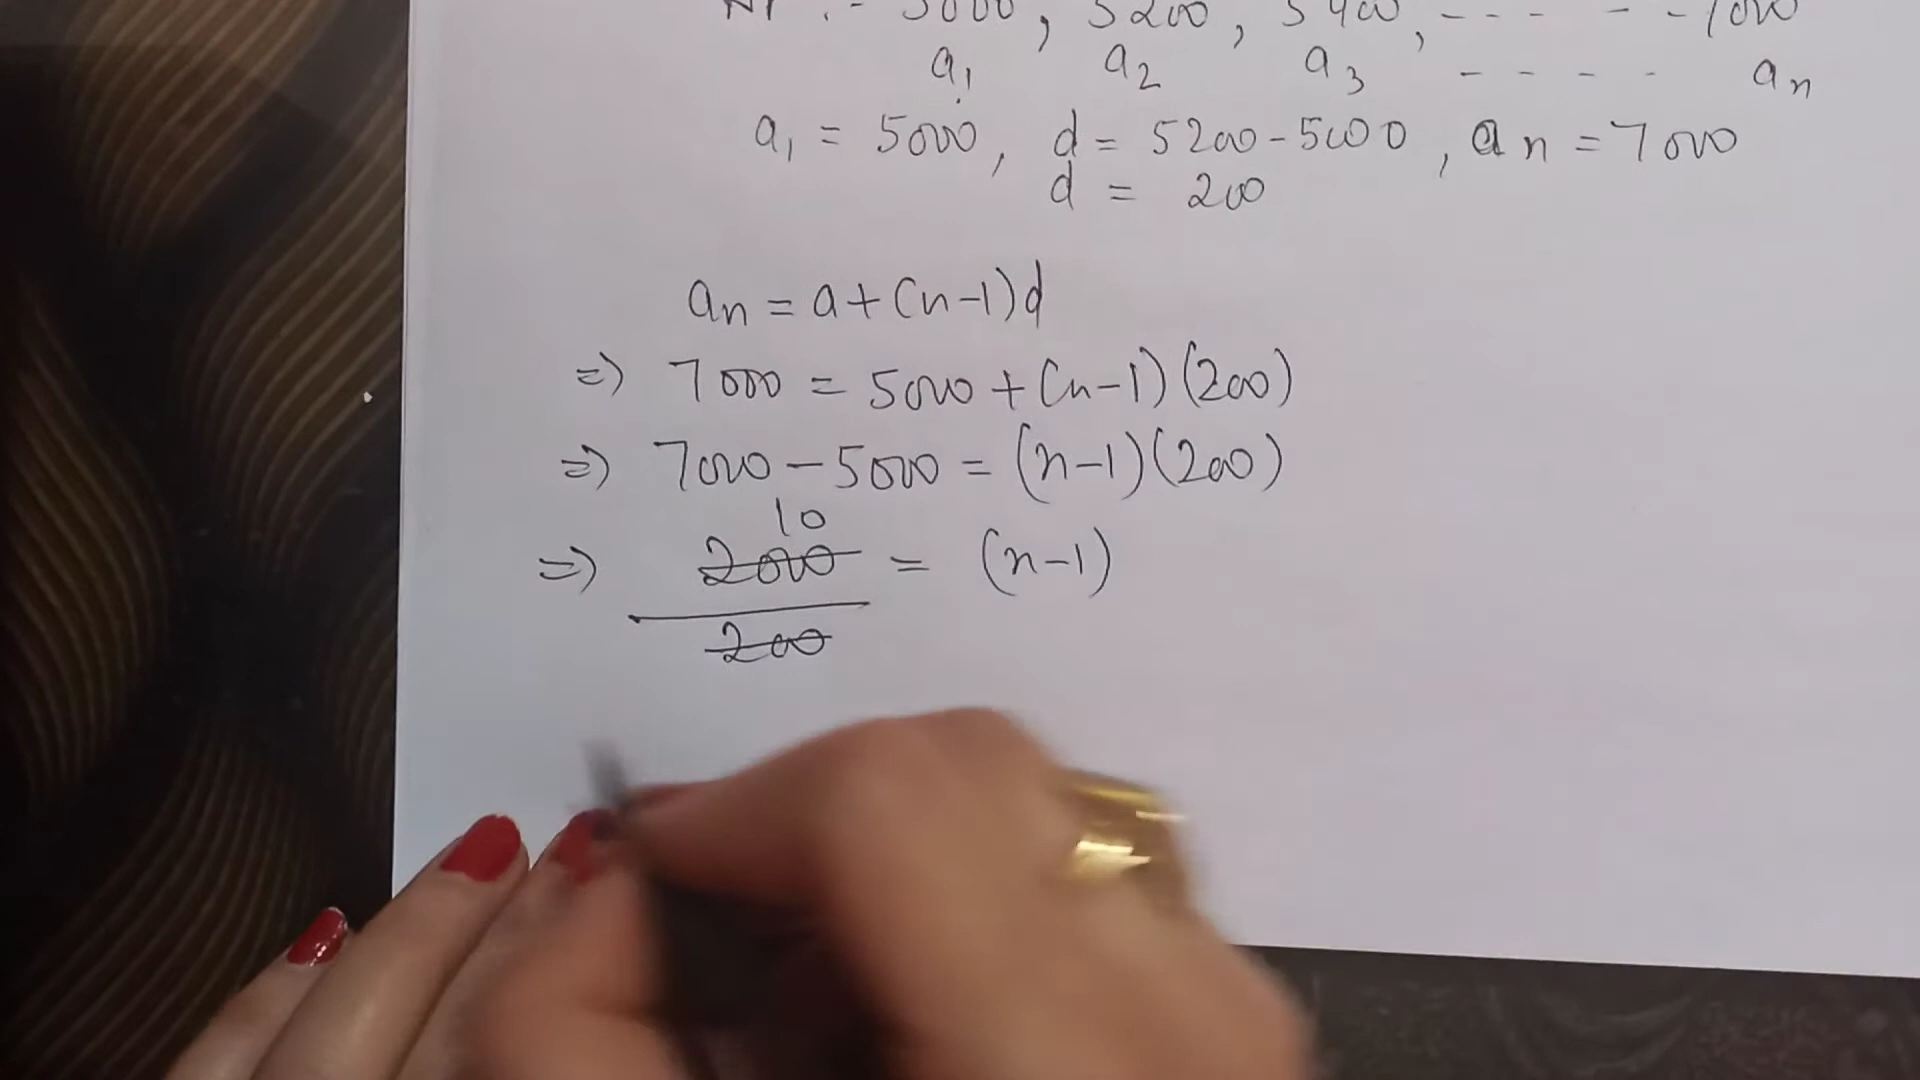 AP :- 5000, 5200, 5400, - - - - - 7000
a1 a2 a3 - - - - an
a1 = 5000, d = 5200-5000, an = 7000
d = 200
an = a+(n-1)d
=) 7000 = 5000 + (n-1)(200)
=) 7000 - 5000 = (n-1)(200)
10
=) 2000 = (n-1)
200